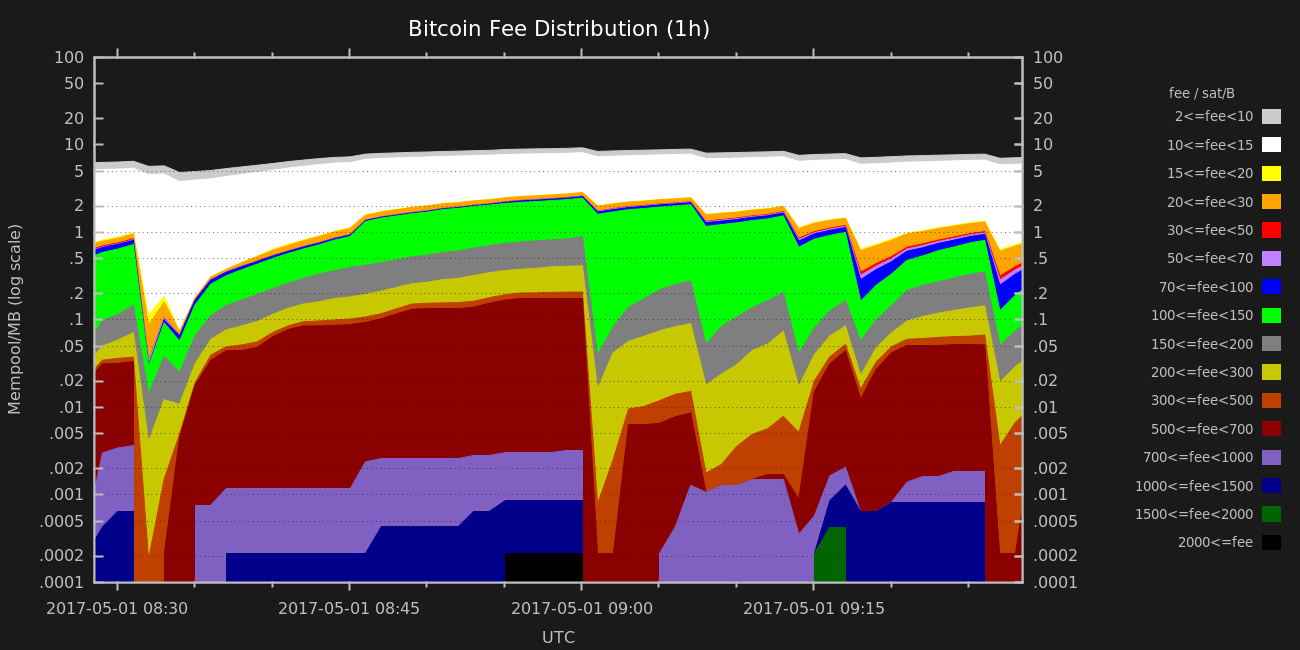 Bitcoin Fee Distribution (1h)
Mempool/MB (log scale)
100
50
20
10
5
2
1
.5
.2
.1
.05
.02
.01
.005
.002
.001
.0005
.0002
.0001
100
50
20
10
5
2
1
.5
.2
.1
.05
.02
.01
.005
.002
.001
.0005
.0002
.0001
2017-05-01 08:30
2017-05-01 08:45
2017-05-01 09:00
2017-05-01 09:15
UTC
fee / sat/B
2<=fee<10
10<=fee<15
15<=fee<20
20<=fee<30
30<=fee<50
50<=fee<70
70<=fee<100
100<=fee<150
150<=fee<200
200<=fee<300
300<=fee<500
500<=fee<700
700<=fee<1000
1000<=fee<1500
1500<=fee<2000
2000<=fee